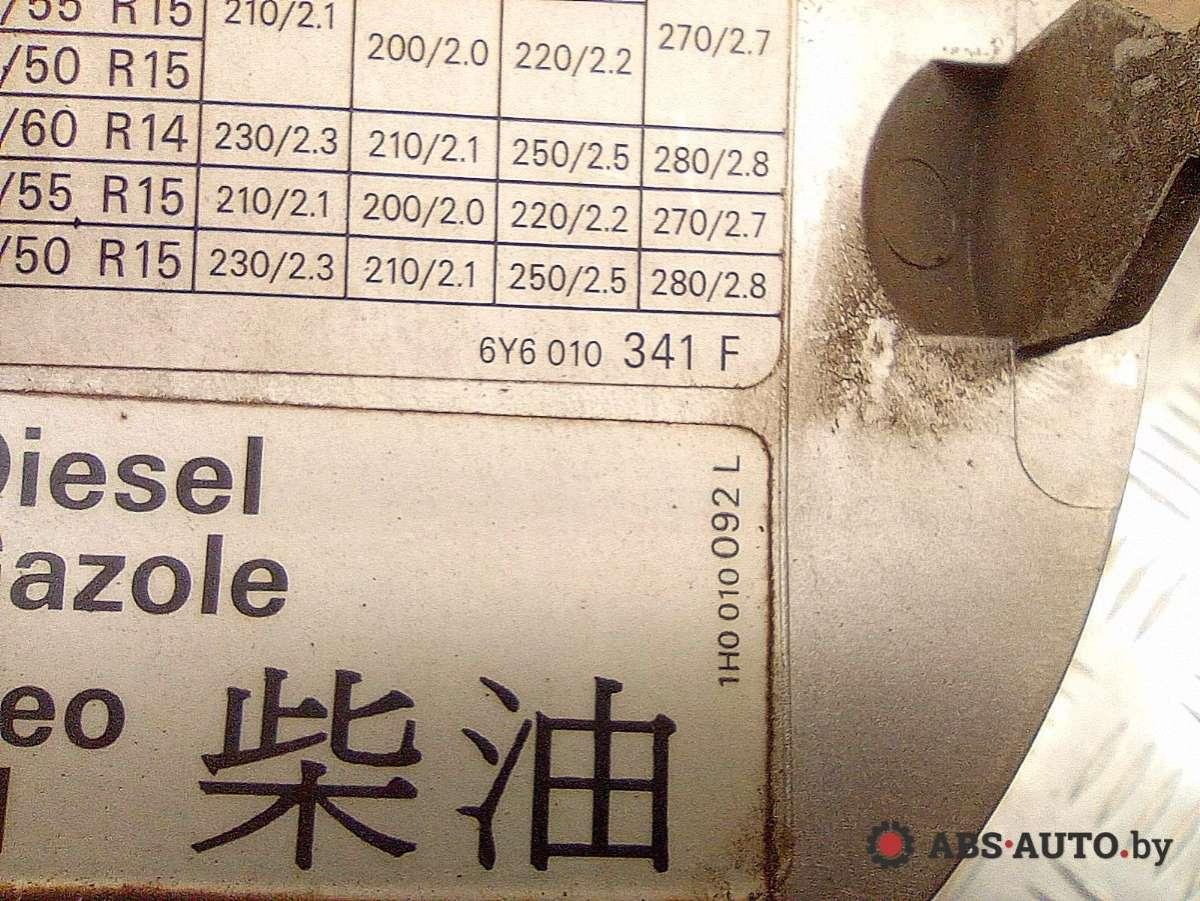 /55 R15 210/2.1
200/2.0 220/2.2 270/2.7
/50 R15
/60 R14 230/2.3 210/2.1 250/2.5 280/2.8
/55 R15 210/2.1 200/2.0 220/2.2 270/2.7
/50 R15 230/2.3 210/2.1 250/2.5 280/2.8
6Y6 010 341 F
Diesel
Gazole
eo
柴油
1H0 010 092 L
ABS·AUTO.by